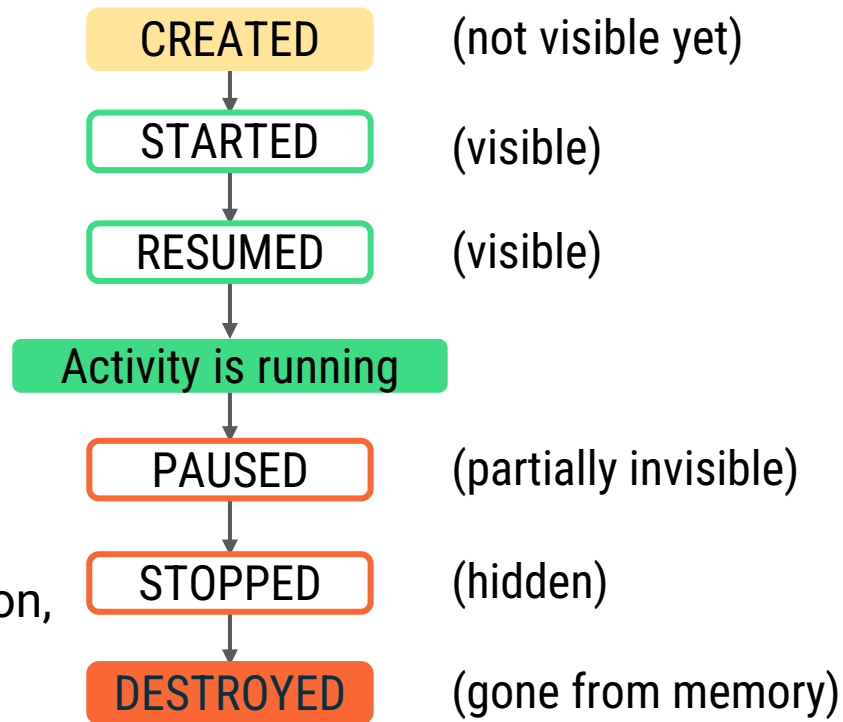 CREATED (not visible yet)
STARTED (visible)
RESUMED (visible)
Activity is running
PAUSED (partially invisible)
on, STOPPED (hidden)
DESTROYED (gone from memory)